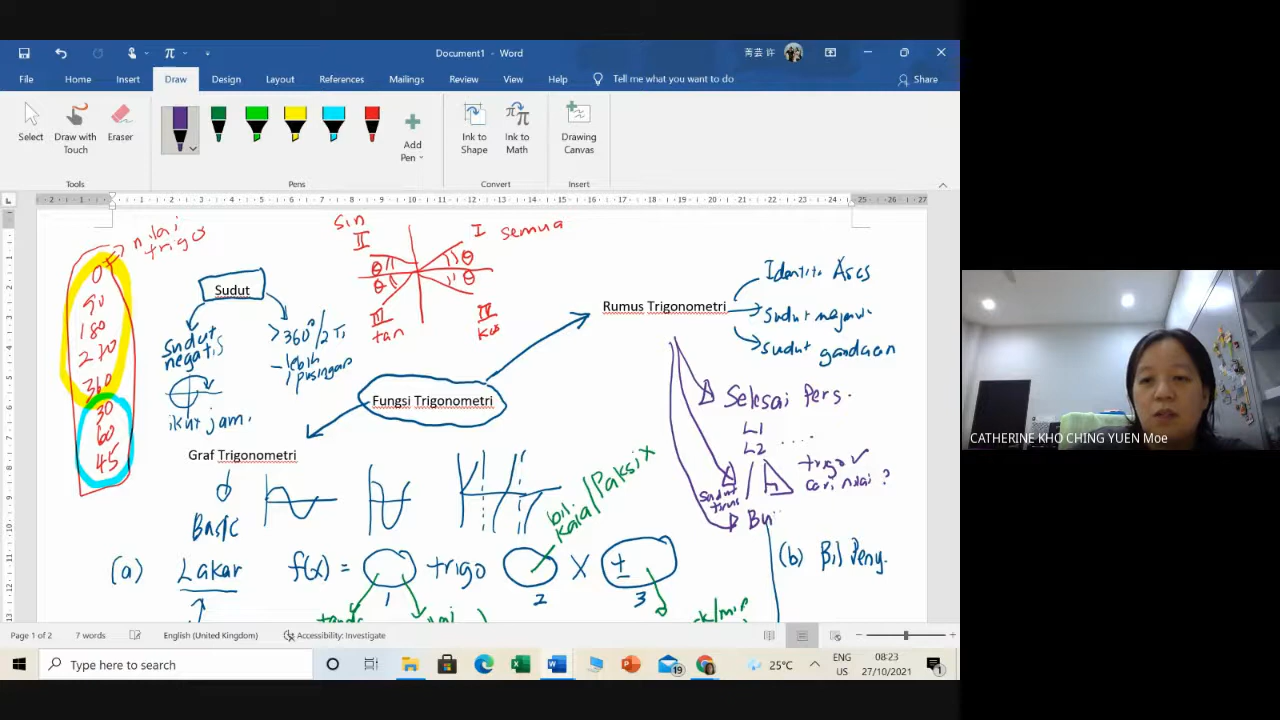 Document1 - Word
菁芸 许
File Home Insert Draw Design Layout References Mailings Review View Help Tell me what you want to do Share
Select
Draw with Touch
Eraser
Add Pen
Ink to Shape
Ink to Math
Drawing Canvas
Tools
Pens
Convert
Insert
nilai
trigo
0
90
180
270
360
30
60
45
Sudut
sudut
negatif
ikut jam.
>360°/2π
- lebih
1 pusingan
sin
II
I semua
θ θ
θ θ
III
tan
IV
kos
Fungsi Trigonometri
Rumus Trigonometri
Identiti Asas
sudut gandaan
Selesai Pers.
L1
L2 ....
trigo ✓
cari nilai ?
Graf Trigonometri
Basic
bil.
kala/Paksi x
(a) Lakar f(x) = trigo X ±
1 2 3
(b) Bil Peny.
Page 1 of 2 7 words English (United Kingdom) Accessibility: Investigate
Type here to search
19
25°C
ENG
US
08:23
27/10/2021
1
CATHERINE KHO CHING YUEN Moe